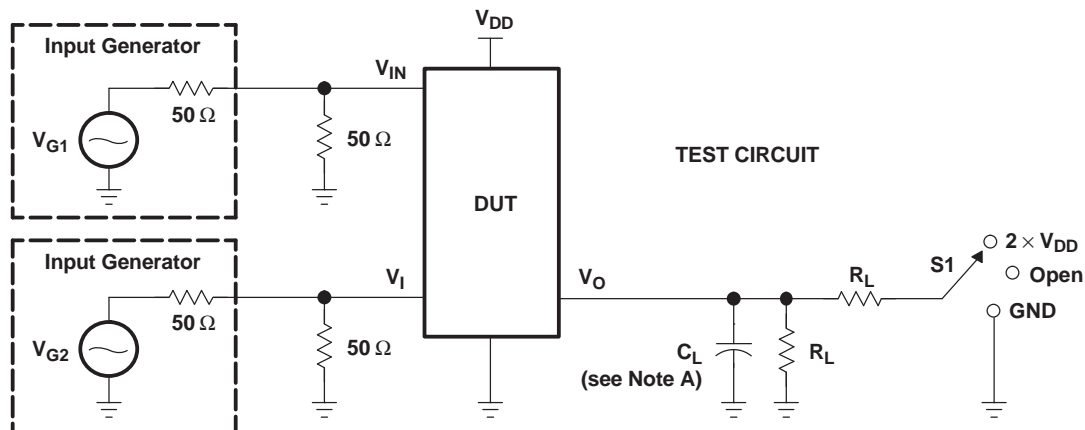 V_DD
Input Generator
V_IN
50 Ω
V_G1
50 Ω
TEST CIRCUIT
DUT
Input Generator
V_I
V_O
50 Ω
V_G2
50 Ω
R_L
S1
2 × V_DD
Open
GND
C_L
(see Note A)
R_L